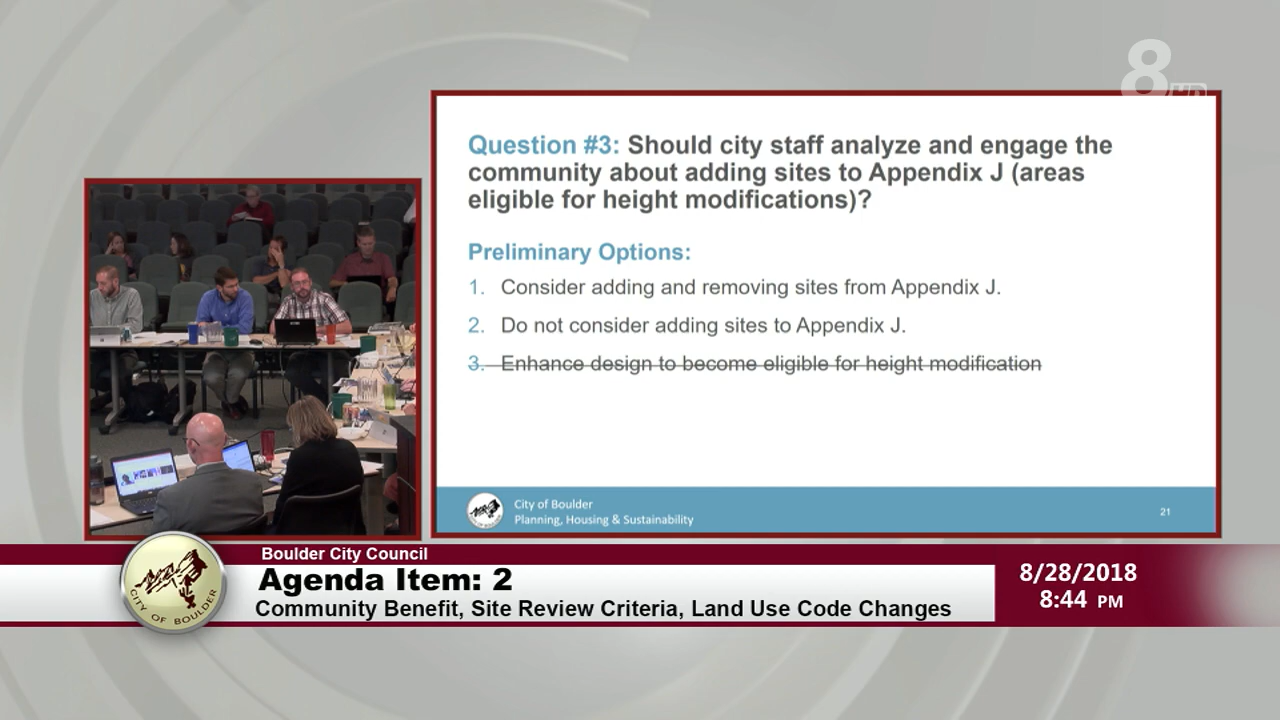 8 HD
Question #3: Should city staff analyze and engage the
community about adding sites to Appendix J (areas
eligible for height modifications)?
Preliminary Options:
1. Consider adding and removing sites from Appendix J.
2. Do not consider adding sites to Appendix J.
3. Enhance design to become eligible for height modification
City of Boulder
Planning, Housing & Sustainability
21
Boulder City Council
Agenda Item: 2
Community Benefit, Site Review Criteria, Land Use Code Changes
8/28/2018
8:44 PM
CITY OF BOULDER